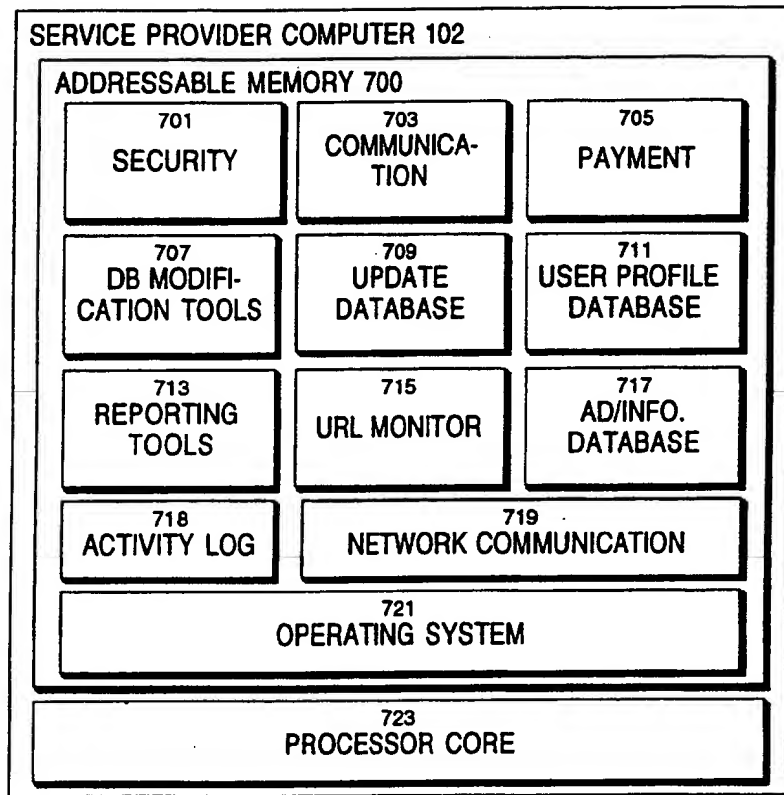 SERVICE PROVIDER COMPUTER 102
ADDRESSABLE MEMORY 700
701
SECURITY
703
COMMUNICA-
TION
705
PAYMENT
707
DB MODIFI-
CATION TOOLS
709
UPDATE
DATABASE
711
USER PROFILE
DATABASE
713
REPORTING
TOOLS
715
URL MONITOR
717
AD/INFO.
DATABASE
718
ACTIVITY LOG
719
NETWORK COMMUNICATION
721
OPERATING SYSTEM
723
PROCESSOR CORE